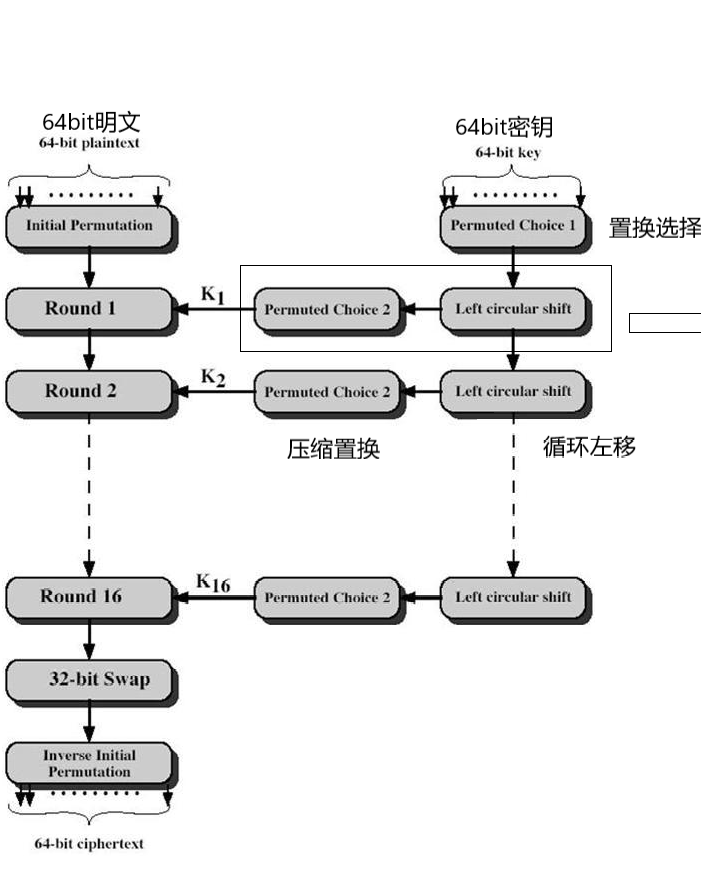 64bit明文
64-bit plaintext
64bit密钥
64-bit key
Initial Permutation
Permuted Choice 1
置换选择
Round 1
K1
Permuted Choice 2
Left circular shift
Round 2
K2
Permuted Choice 2
Left circular shift
压缩置换
循环左移
Round 16
K16
Permuted Choice 2
Left circular shift
32-bit Swap
Inverse Initial
Permutation
64-bit ciphertext